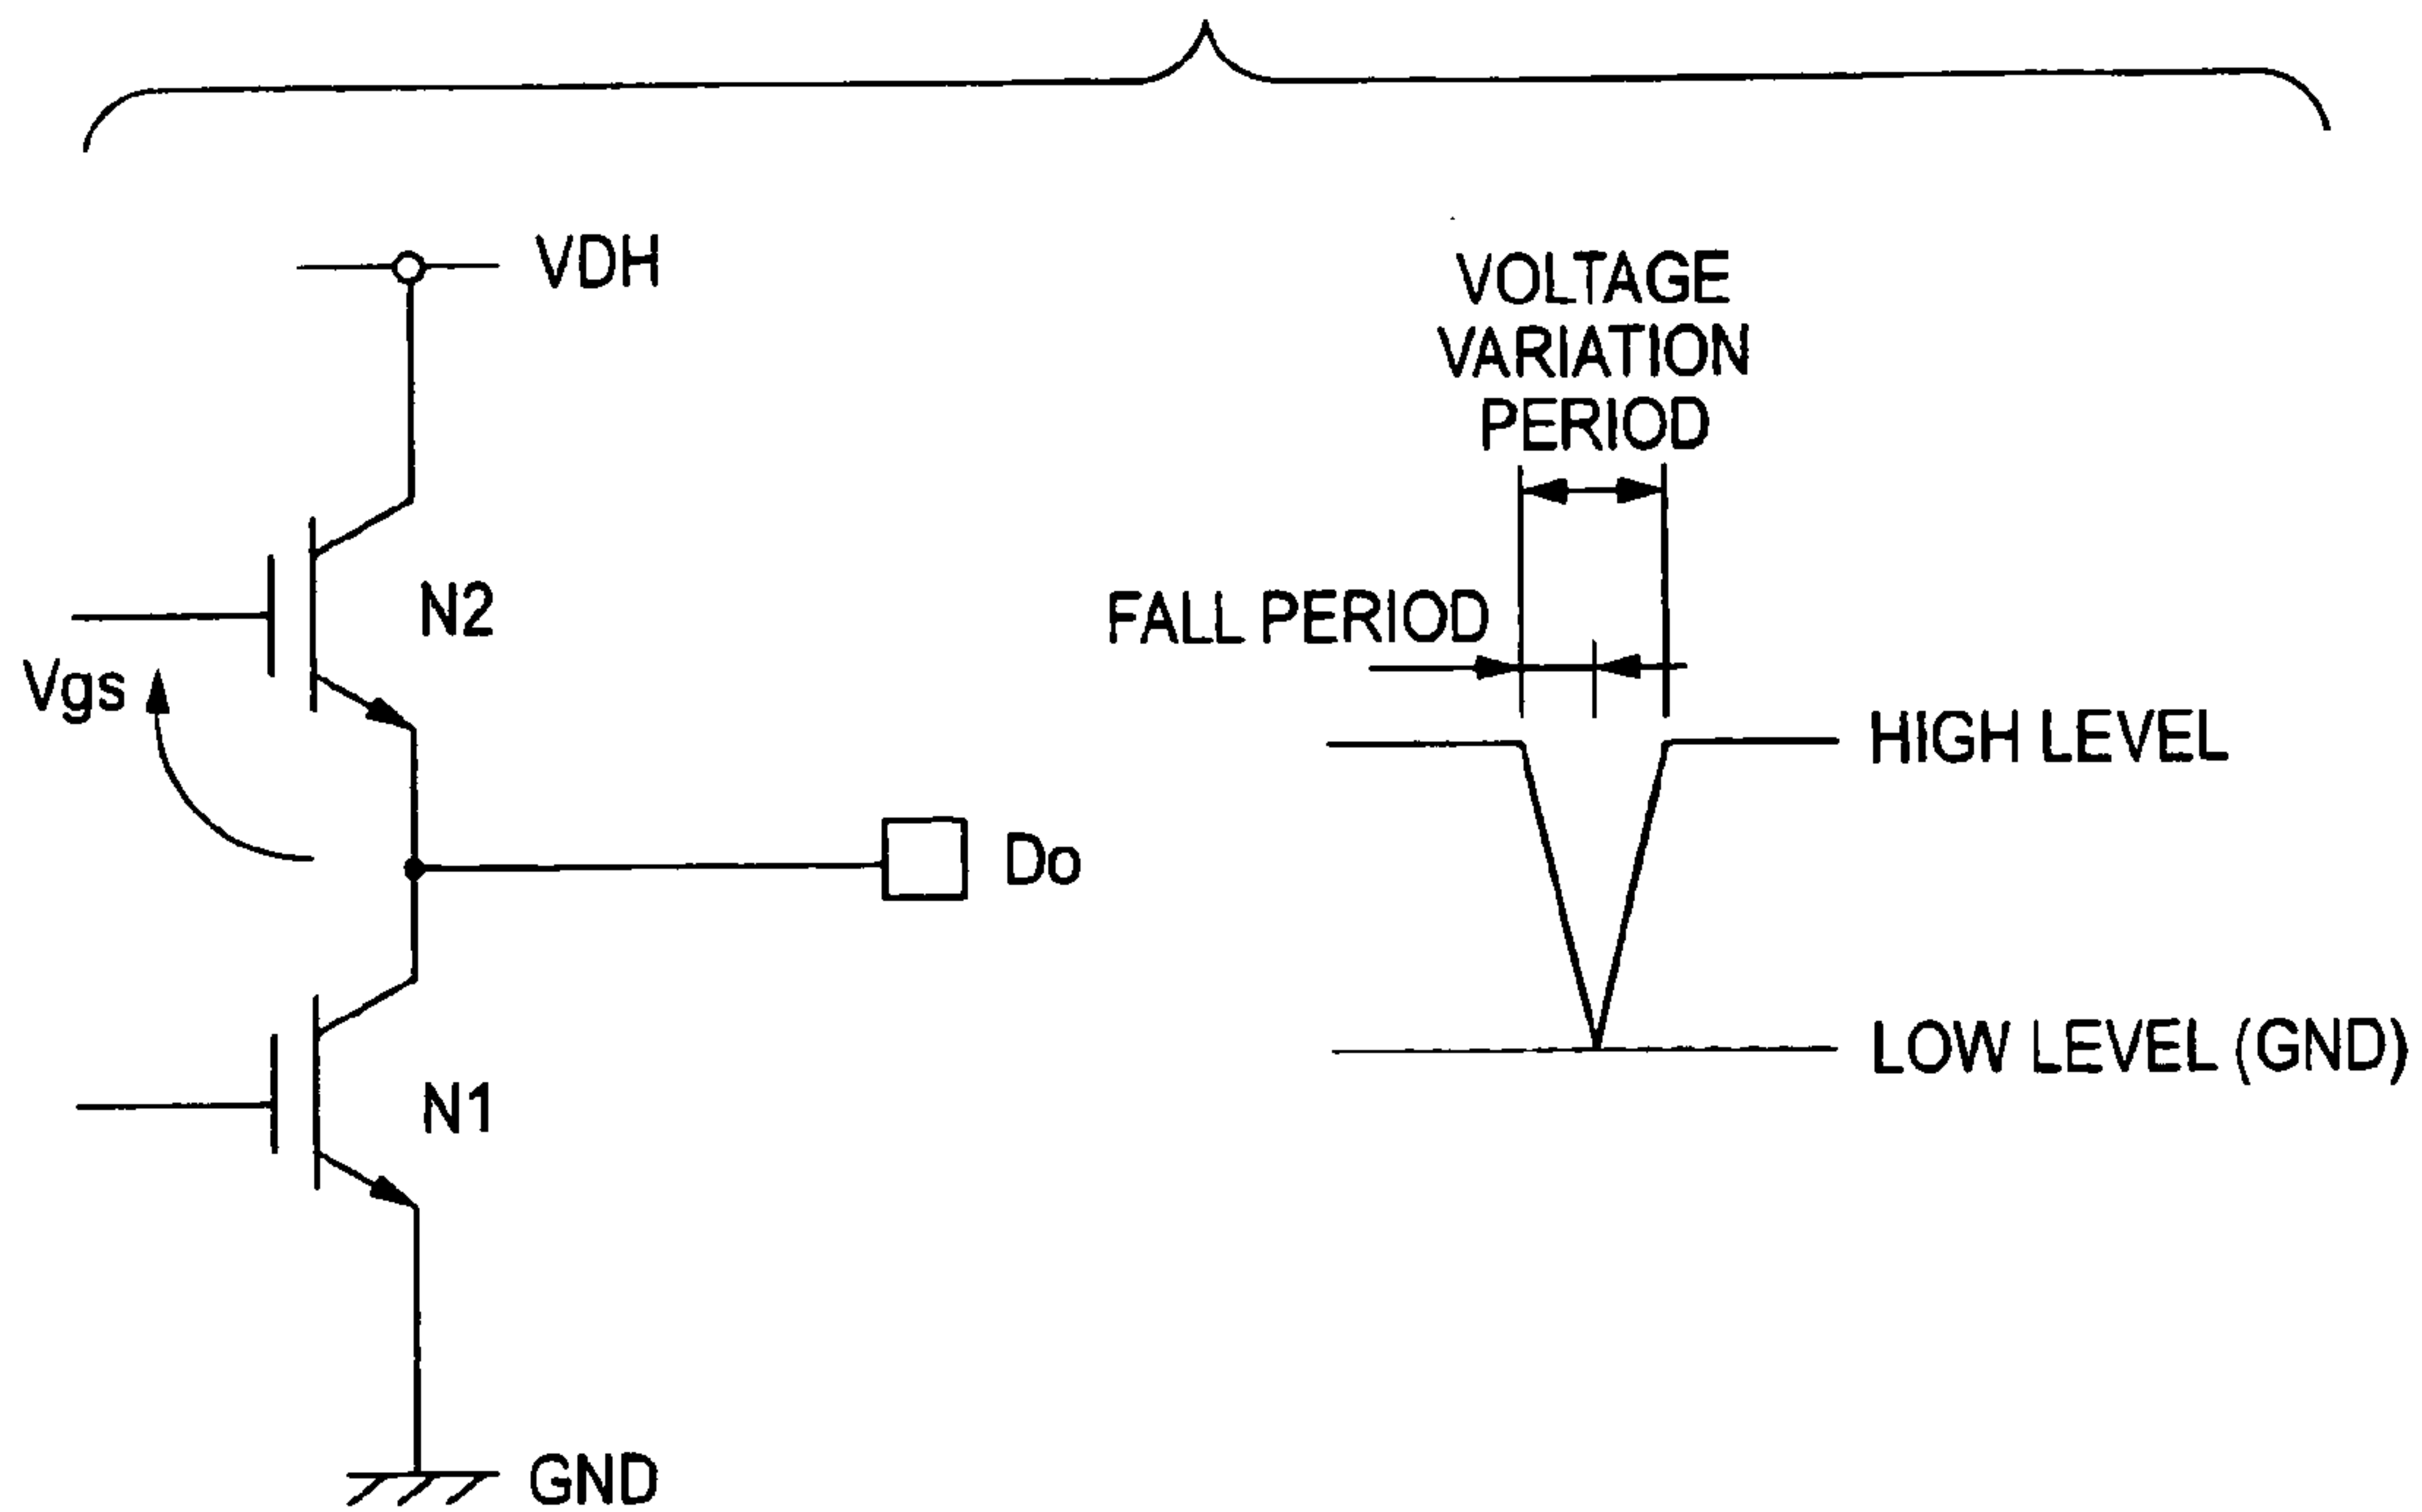 VDH
N2
Vgs
Do
N1
GND
VOLTAGE
VARIATION
PERIOD
FALL PERIOD
HIGH LEVEL
LOW LEVEL (GND)